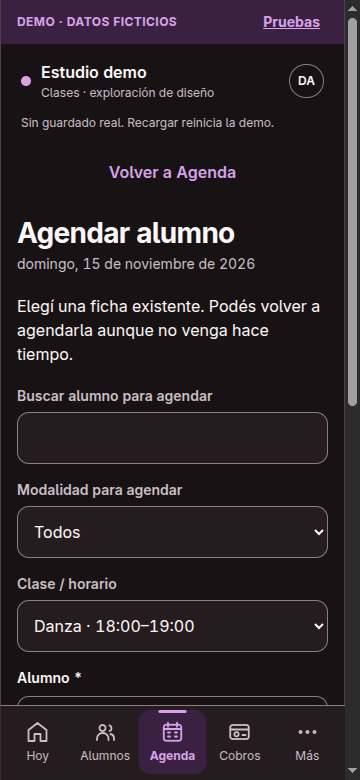 DEMO · DATOS FICTICIOS
Pruebas
Estudio demo
Clases · exploración de diseño
DA
Sin guardado real. Recargar reinicia la demo.
Volver a Agenda
Agendar alumno
domingo, 15 de noviembre de 2026
Elegí una ficha existente. Podés volver a
agendarla aunque no venga hace
tiempo.
Buscar alumno para agendar
Modalidad para agendar
Todos
Clase / horario
Danza · 18:00–19:00
Alumno *
Hoy
Alumnos
Agenda
Cobros
Más